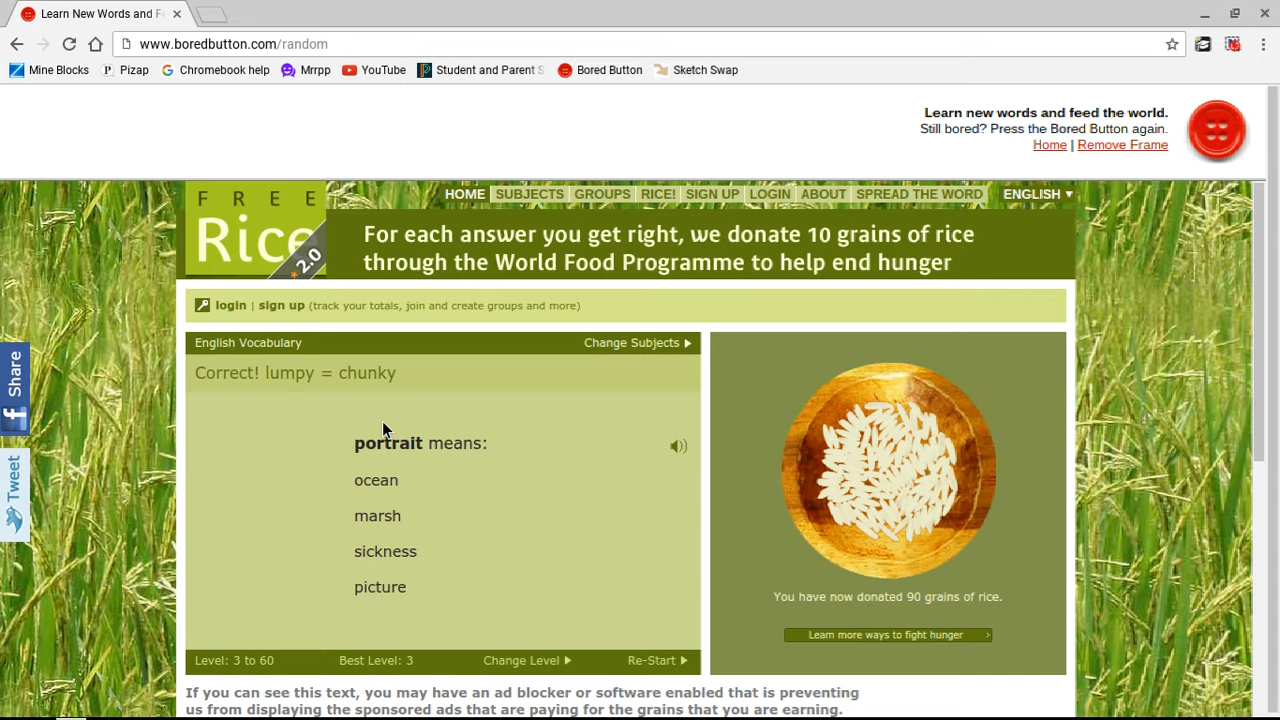 Learn New Words and Fe
www.boredbutton.com/random
Mine Blocks
Pizap
Chromebook help
Mrrpp
YouTube
Student and Parent S
Bored Button
Sketch Swap
Learn new words and feed the world.
Still bored? Press the Bored Button again.
Home | Remove Frame
FREE
Rice
2.0
HOME SUBJECTS GROUPS RICE! SIGN UP LOGIN ABOUT SPREAD THE WORD ENGLISH ▼
For each answer you get right, we donate 10 grains of rice
through the World Food Programme to help end hunger
login | sign up (track your totals, join and create groups and more)
English Vocabulary
Change Subjects ▶
Correct! lumpy = chunky
portrait means:
ocean
marsh
sickness
picture
Level: 3 to 60
Best Level: 3
Change Level ▶
Re-Start ▶
You have now donated 90 grains of rice.
Learn more ways to fight hunger
Share
Tweet
If you can see this text, you may have an ad blocker or software enabled that is preventing
us from displaying the sponsored ads that are paying for the grains that you are earning.